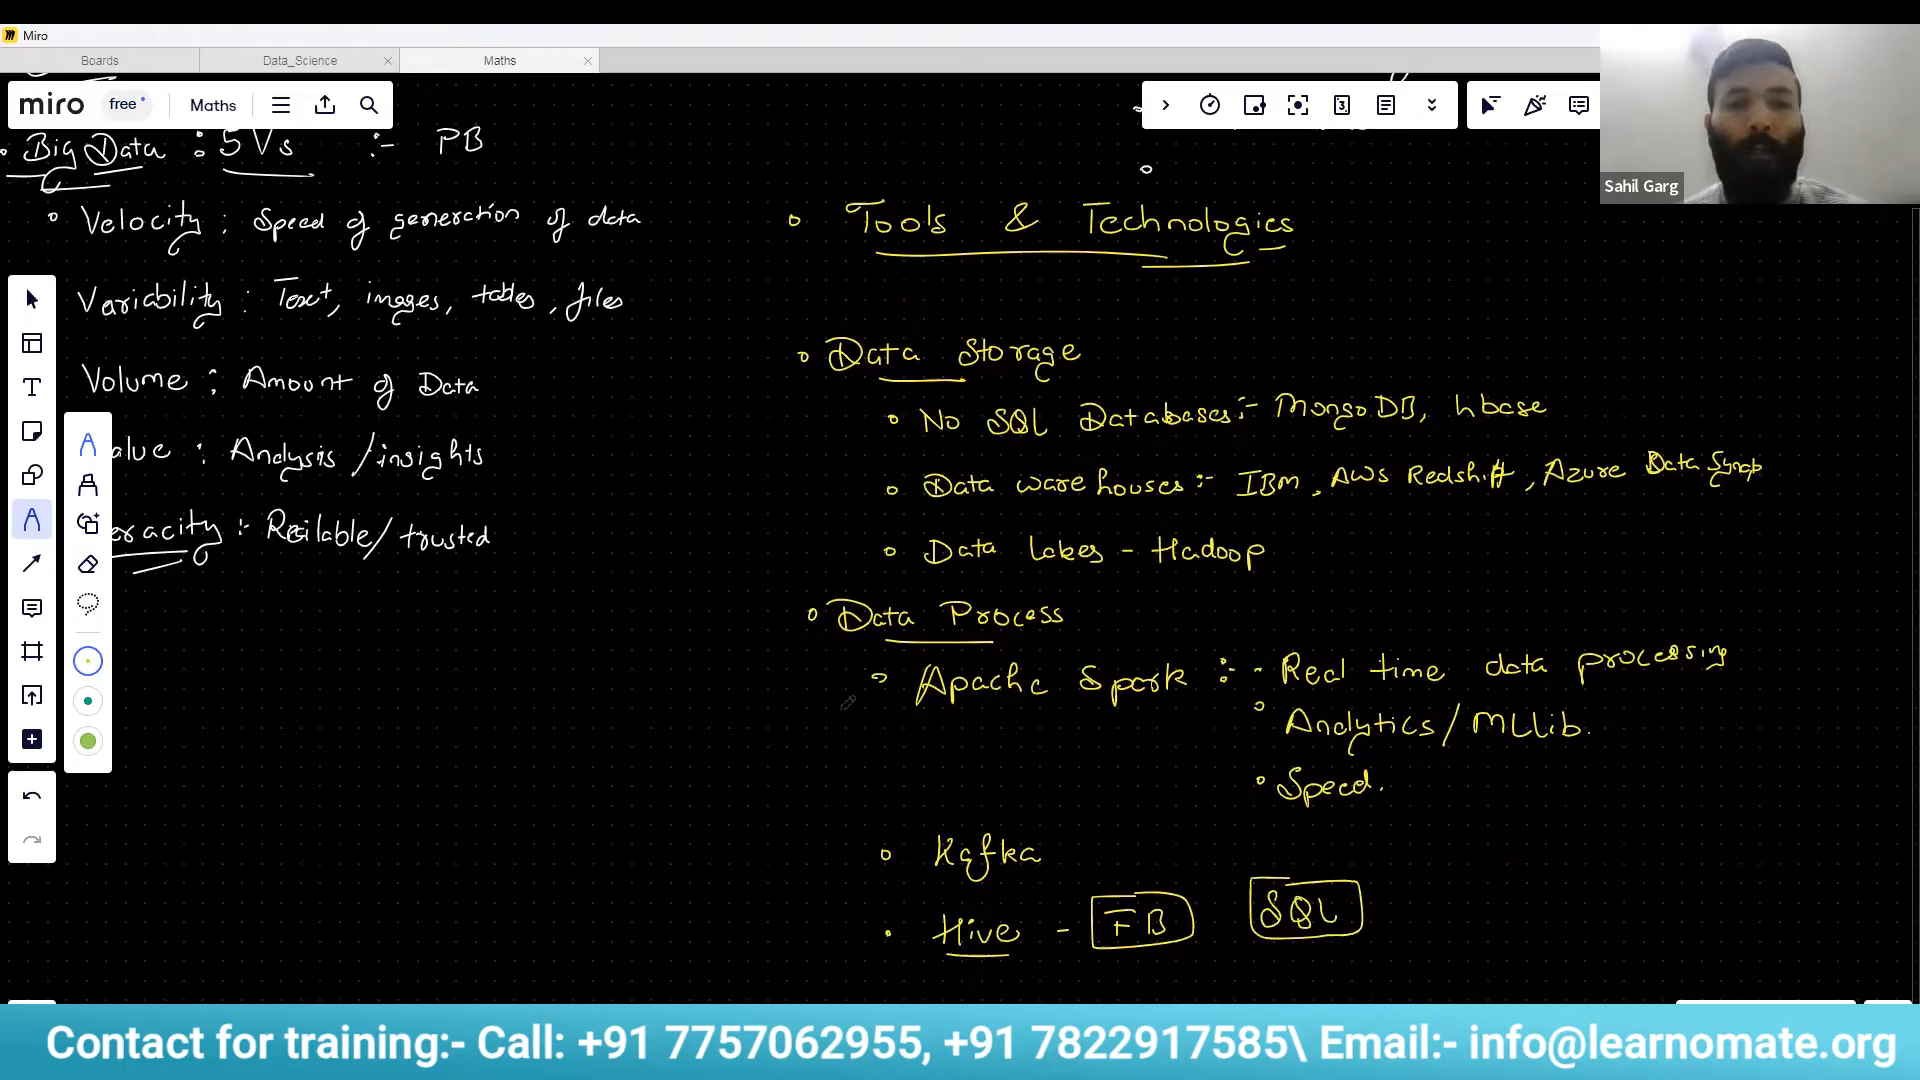 Miro
Boards
Data_Science
Maths
miro
free
Maths
3
Sahil Garg
Big Data : 5 Vs :- PB
Velocity : Speed of generation of data
Variability : Text, images, tables, files
Volume : Amount of Data
alue : Analysis / insights
eracity :- Reilable / trusted
Tools & Technologies
Data Storage
No SQL Databases :- MongoDB, hbase
Data warehouses :- IBM, AWS Redshift, Azure Data Synap
Data lakes - Hadoop
Data Process
Apache Spark :- - Real time data processing
Analytics / MLlib.
Speed.
Kafka
Hive - FB SQL
Contact for training:- Call: +91 7757062955, +91 7822917585\ Email:- info@learnomate.org